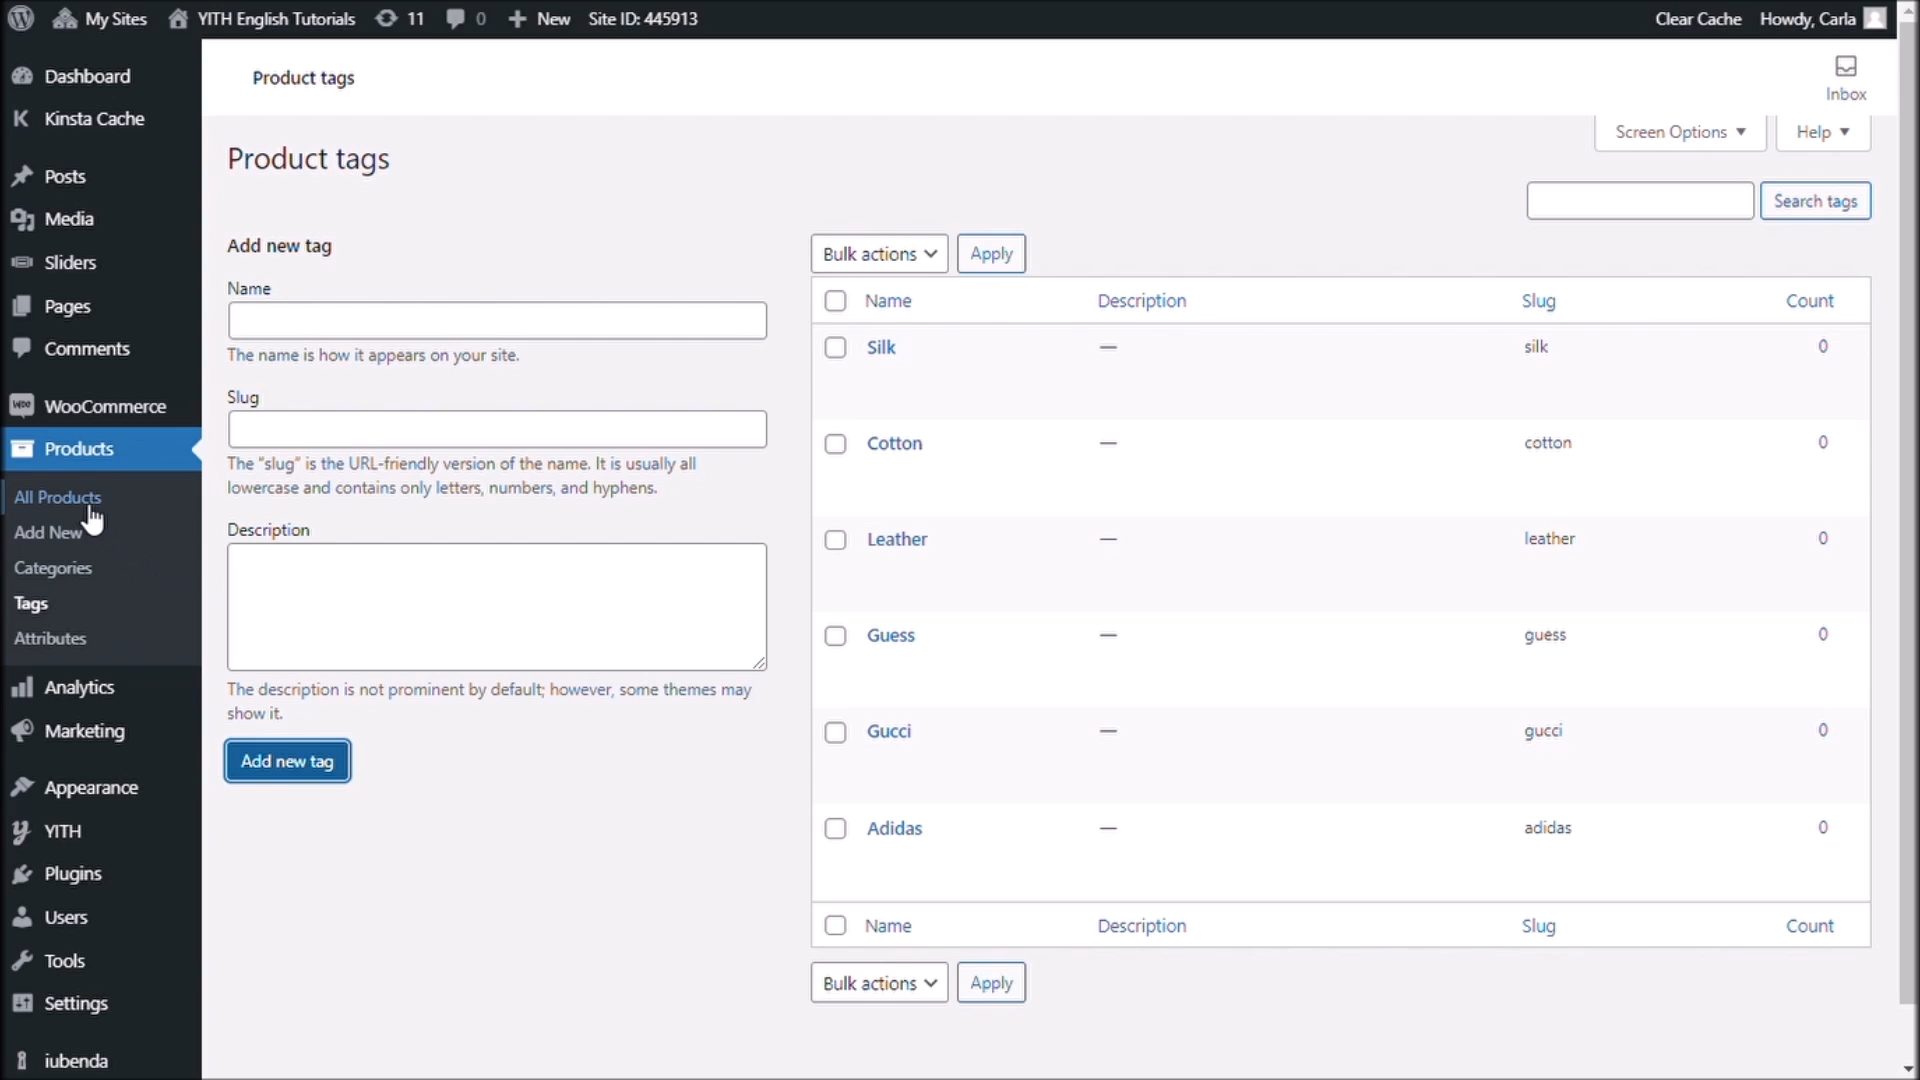 My Sites
YITH English Tutorials
11
0
New
Site ID: 445913
Clear Cache
Howdy, Carla
Dashboard
Kinsta Cache
Posts
Media
Sliders
Pages
Comments
WooCommerce
Products
All Products
Add New
Categories
Tags
Attributes
Analytics
Marketing
Appearance
YITH
Plugins
Users
Tools
Settings
iubenda
Product tags
Inbox
Screen Options
Help
Product tags
Search tags
Add new tag
Name
The name is how it appears on your site.
Slug
The “slug” is the URL-friendly version of the name. It is usually all
lowercase and contains only letters, numbers, and hyphens.
Description
The description is not prominent by default; however, some themes may
show it.
Add new tag
Bulk actions
Apply
Name Description Slug Count
Silk — silk 0
Cotton — cotton 0
Leather — leather 0
Guess — guess 0
Gucci — gucci 0
Adidas — adidas 0
Name Description Slug Count
Bulk actions
Apply